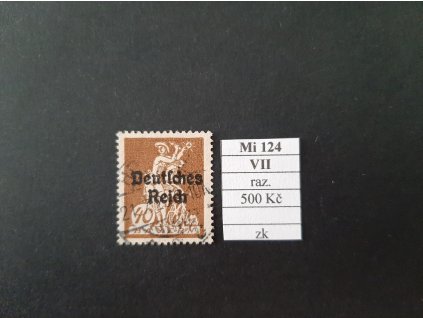 Deutsches
Reich
40
Mi 124
VII
raz.
500 Kč
zk